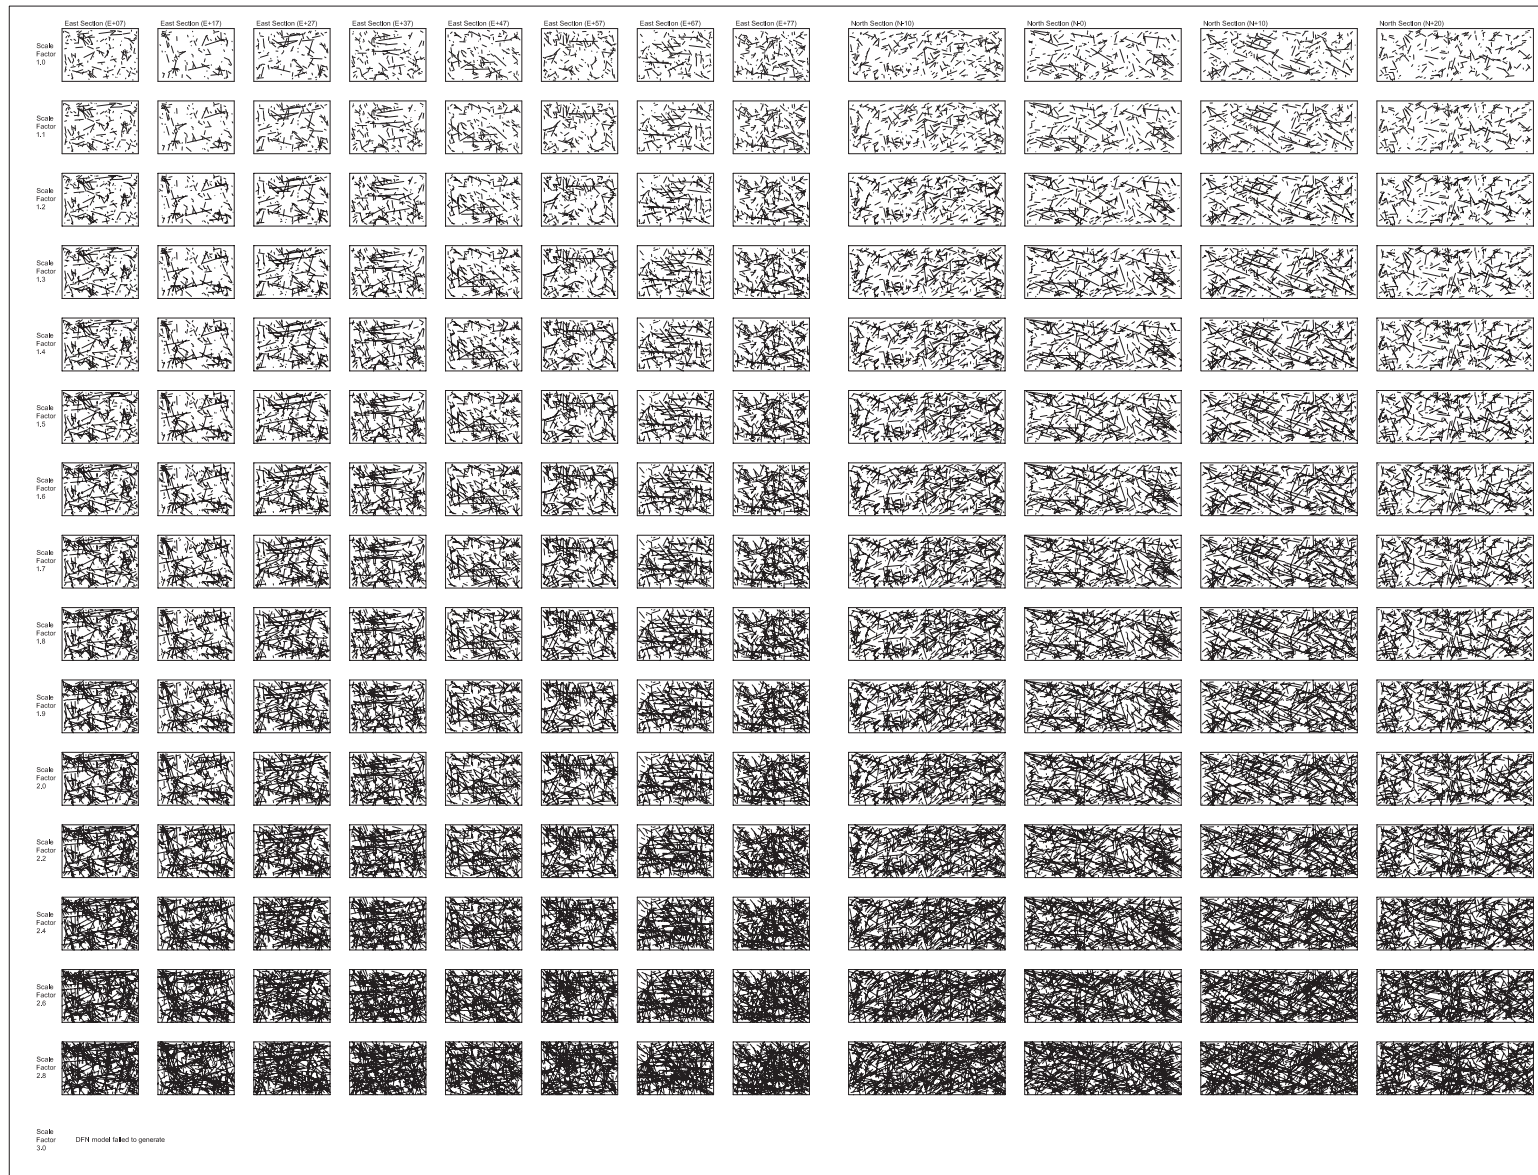 East Section (E+07)
East Section (E+17)
East Section (E+27)
East Section (E+37)
East Section (E+47)
East Section (E+57)
East Section (E+67)
East Section (E+77)
North Section (N-10)
North Section (N-0)
North Section (N+10)
North Section (N+20)
Scale
Factor
1.0
Scale
Factor
1.1
Scale
Factor
1.2
Scale
Factor
1.3
Scale
Factor
1.4
Scale
Factor
1.5
Scale
Factor
1.6
Scale
Factor
1.7
Scale
Factor
1.8
Scale
Factor
1.9
Scale
Factor
2.0
Scale
Factor
2.2
Scale
Factor
2.4
Scale
Factor
2.6
Scale
Factor
2.8
Scale
Factor
3.0
DFN model failed to generate